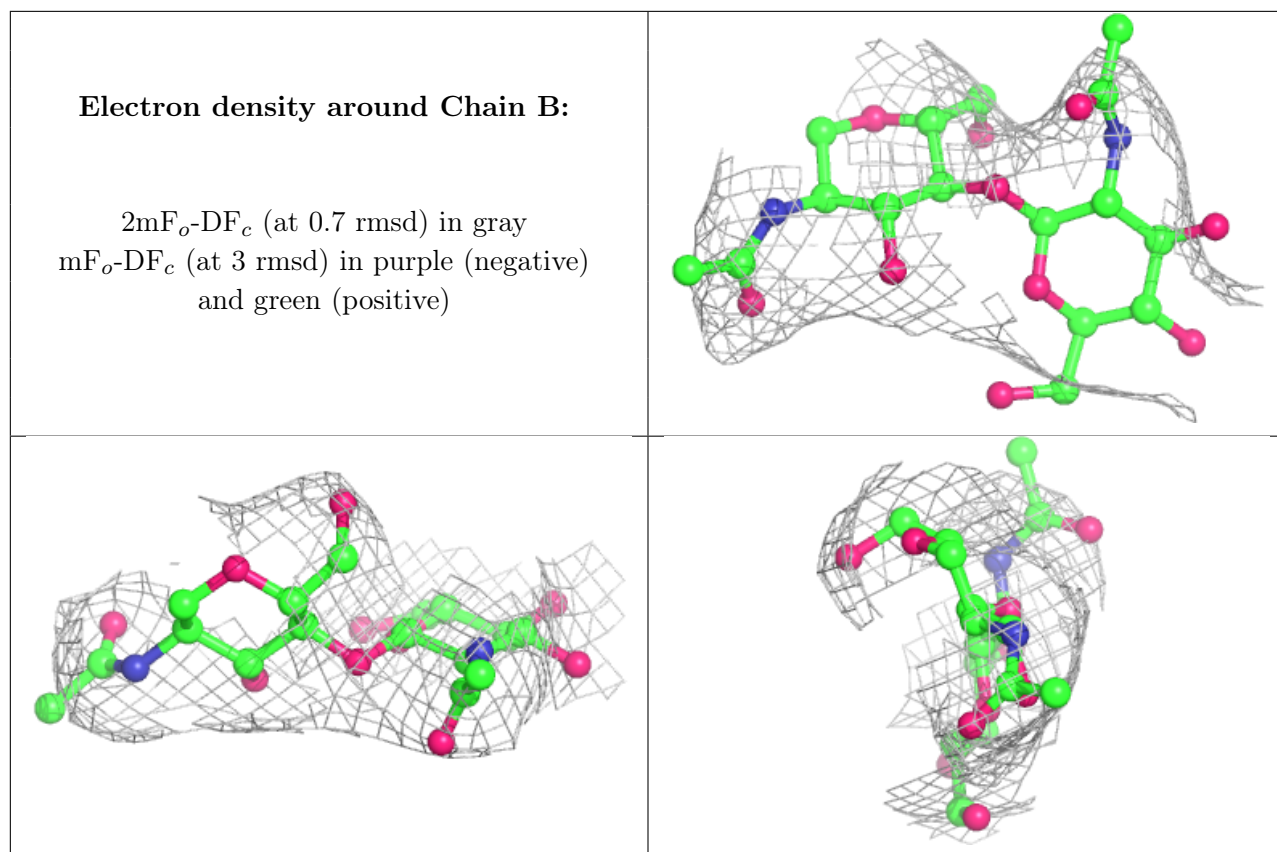 Electron density around Chain B:
2mFₒ-DF𝒸 (at 0.7 rmsd) in gray
mFₒ-DF𝒸 (at 3 rmsd) in purple (negative)
and green (positive)